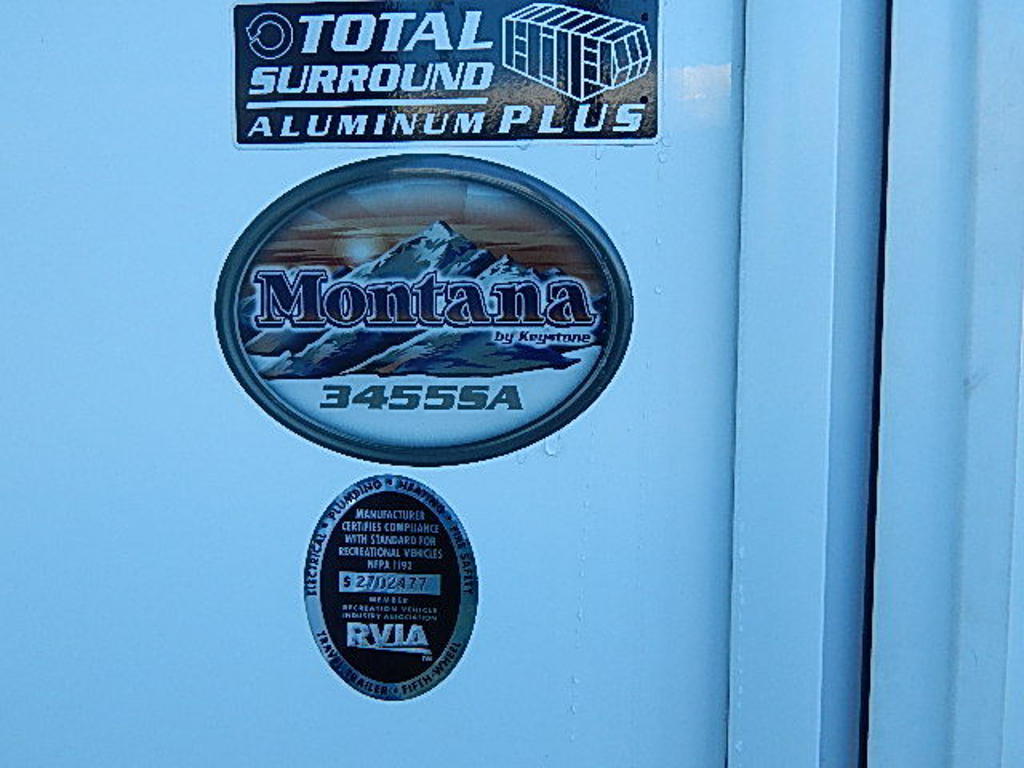 TOTAL
SURROUND
ALUMINUM PLUS
Montana
by Keystone
3455SA
ELECTRICAL • PLUMBING • HEATING • FIRE SAFETY
MANUFACTURER
CERTIFIES COMPLIANCE
WITH STANDARD FOR
RECREATIONAL VEHICLES
NFPA 1192
S 2702477
MEMBER
RECREATION VEHICLE
INDUSTRY ASSOCIATION
RVIA
TM
TRAVEL TRAILER • FIFTH-WHEEL